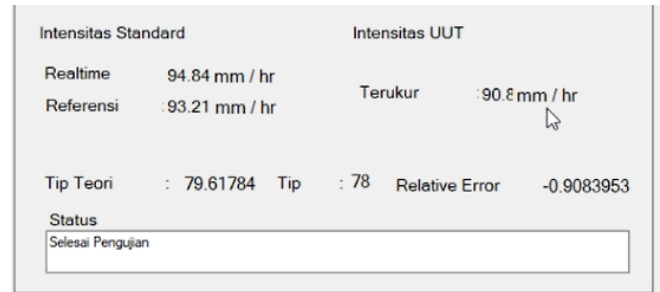 Intensitas Standard Intensitas UUT
Realtime 94.84 mm / hr
Terukur :90.8 mm / hr
Referensi :93.21 mm / hr
Tip Teori : 79.61784 Tip : 78 Relative Error -0.9083953
Status
Selesai Pengujian